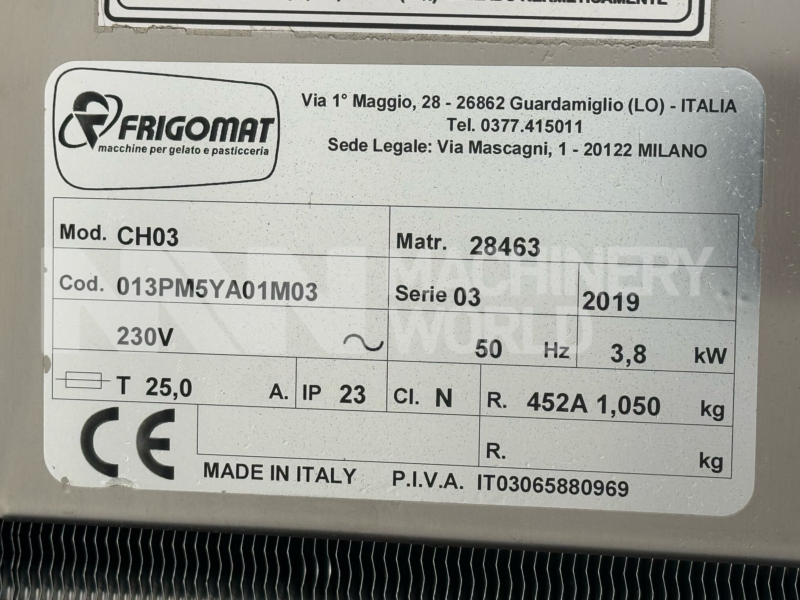 ERMETICAMENTE
FRIGOMAT
macchine per gelato e pasticceria
Via 1° Maggio, 28 - 26862 Guardamiglio (LO) - ITALIA
Tel. 0377.415011
Sede Legale: Via Mascagni, 1 - 20122 MILANO
Mod. CH03 Matr. 28463
Cod. 013PM5YA01M03 Serie 03 2019
MACHINERY
WORLD
230V ~ 50 Hz 3,8 kW
T 25,0 A. IP 23 Cl. N R. 452A 1,050 kg
R. kg
CE
MADE IN ITALY P.I.V.A. IT03065880969